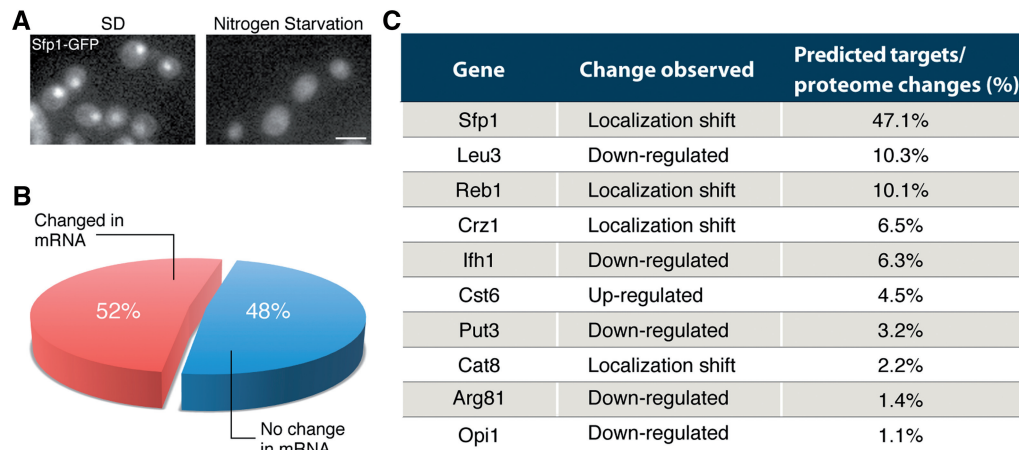 A
SD
Nitrogen Starvation
Sfp1-GFP
B
Changed in
mRNA
52%
48%
No change
in mRNA
C
Gene
Change observed
Predicted targets/
proteome changes (%)
Sfp1
Localization shift
47.1%
Leu3
Down-regulated
10.3%
Reb1
Localization shift
10.1%
Crz1
Localization shift
6.5%
Ifh1
Down-regulated
6.3%
Cst6
Up-regulated
4.5%
Put3
Down-regulated
3.2%
Cat8
Localization shift
2.2%
Arg81
Down-regulated
1.4%
Opi1
Down-regulated
1.1%